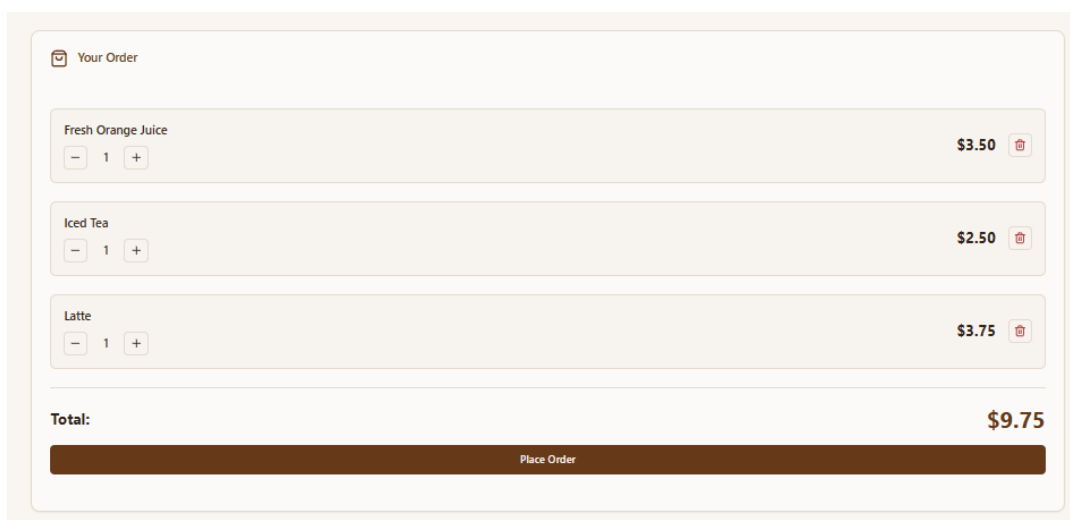 Your Order
Fresh Orange Juice
− 1 +
$3.50
Iced Tea
− 1 +
$2.50
Latte
− 1 +
$3.75
Total: $9.75
Place Order